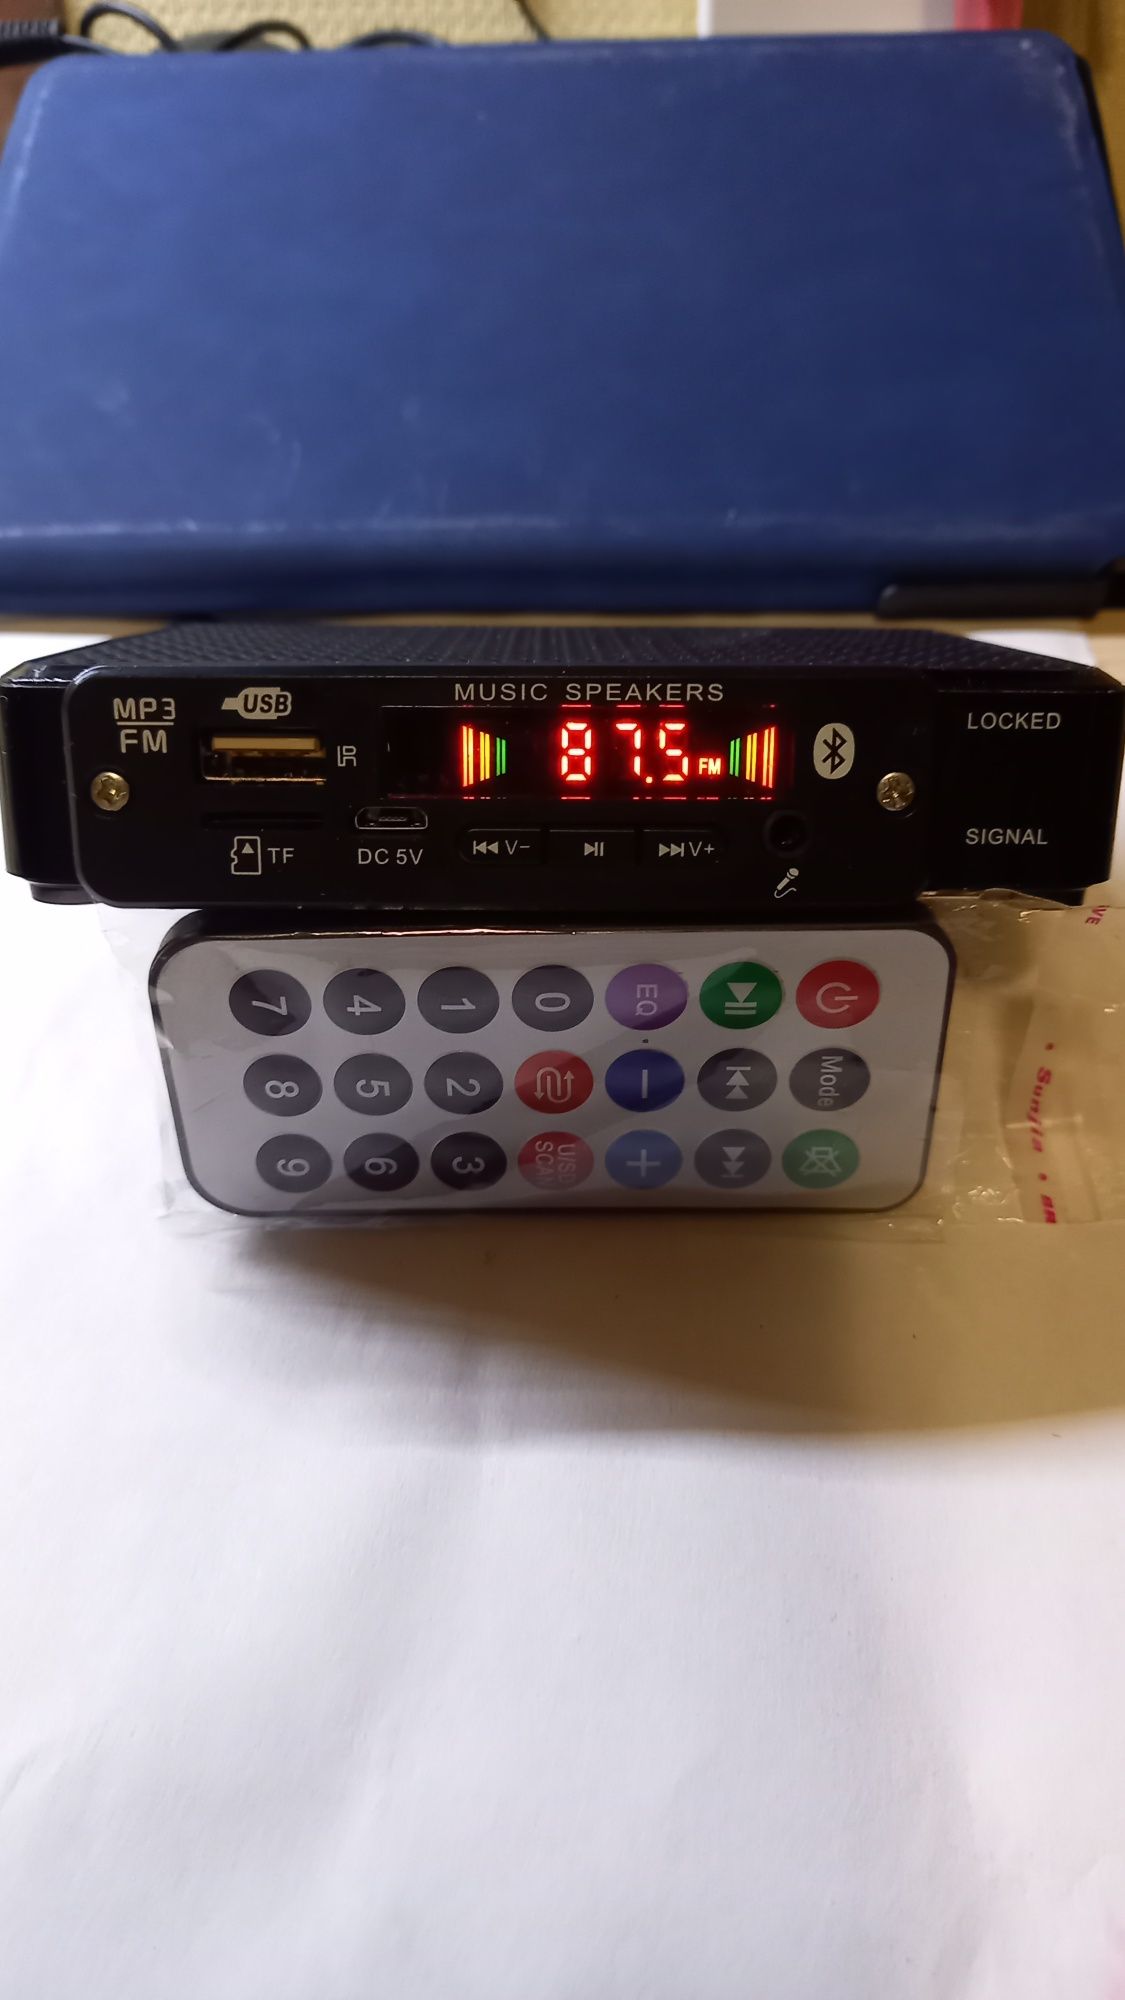 MUSIC SPEAKERS
MP3
FM
USB
87.5 FM
LOCKED
TF
DC 5V
V-
V+
SIGNAL
7
4
1
0
EQ
8
5
2
Mode
9
6
3
U/SD
SCAN
Sunjia